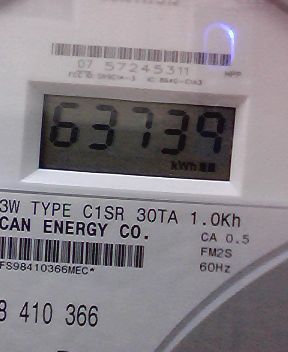 07 57245311
HPP
63739
kWh
3W TYPE C1SR 30TA 1.0Kh
CAN ENERGY CO.
CA 0.5
FM2S
60Hz
FS98410366MEC*
8 410 366